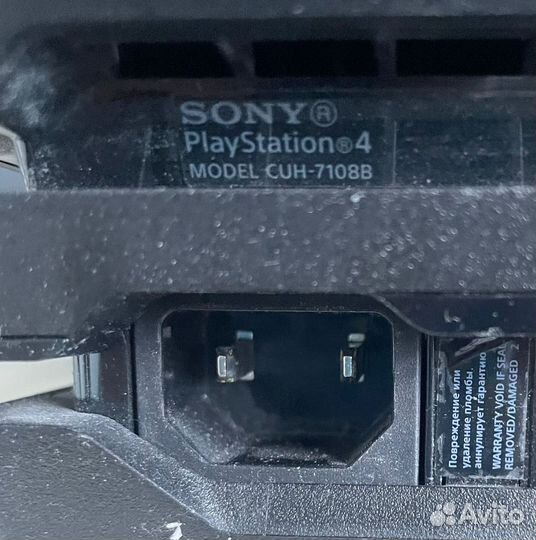 SONY®
PlayStation®4
MODEL CUH-7108B
Повреждение или
удаление пломбы.
аннулирует гарантию
WARRANTY VOID IF SEAL
REMOVED/DAMAGED
Avito